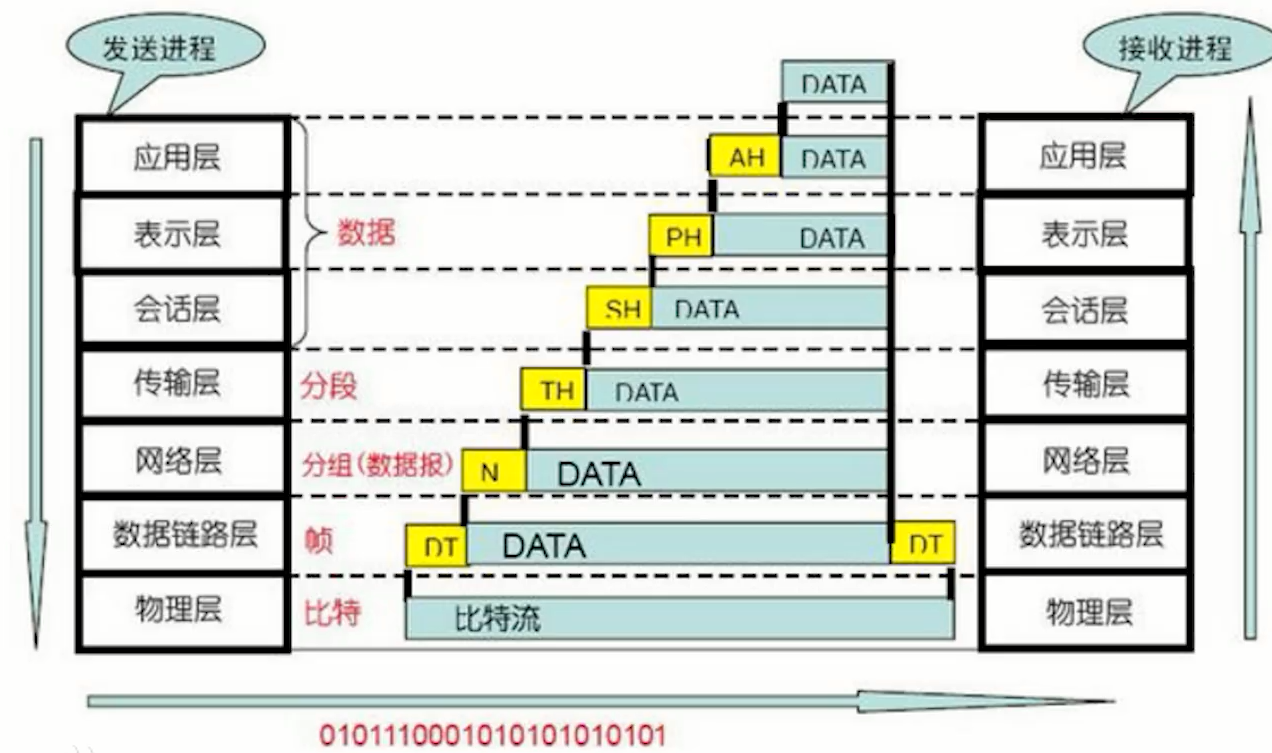 发送进程
接收进程
DATA
应用层
AH
DATA
应用层
表示层
数据
PH
DATA
表示层
会话层
SH
DATA
会话层
传输层
分段
TH
DATA
传输层
网络层
分组(数据报)
N
DATA
网络层
数据链路层
帧
DT
DATA
DT
数据链路层
物理层
比特
比特流
物理层
0101110001010101010101